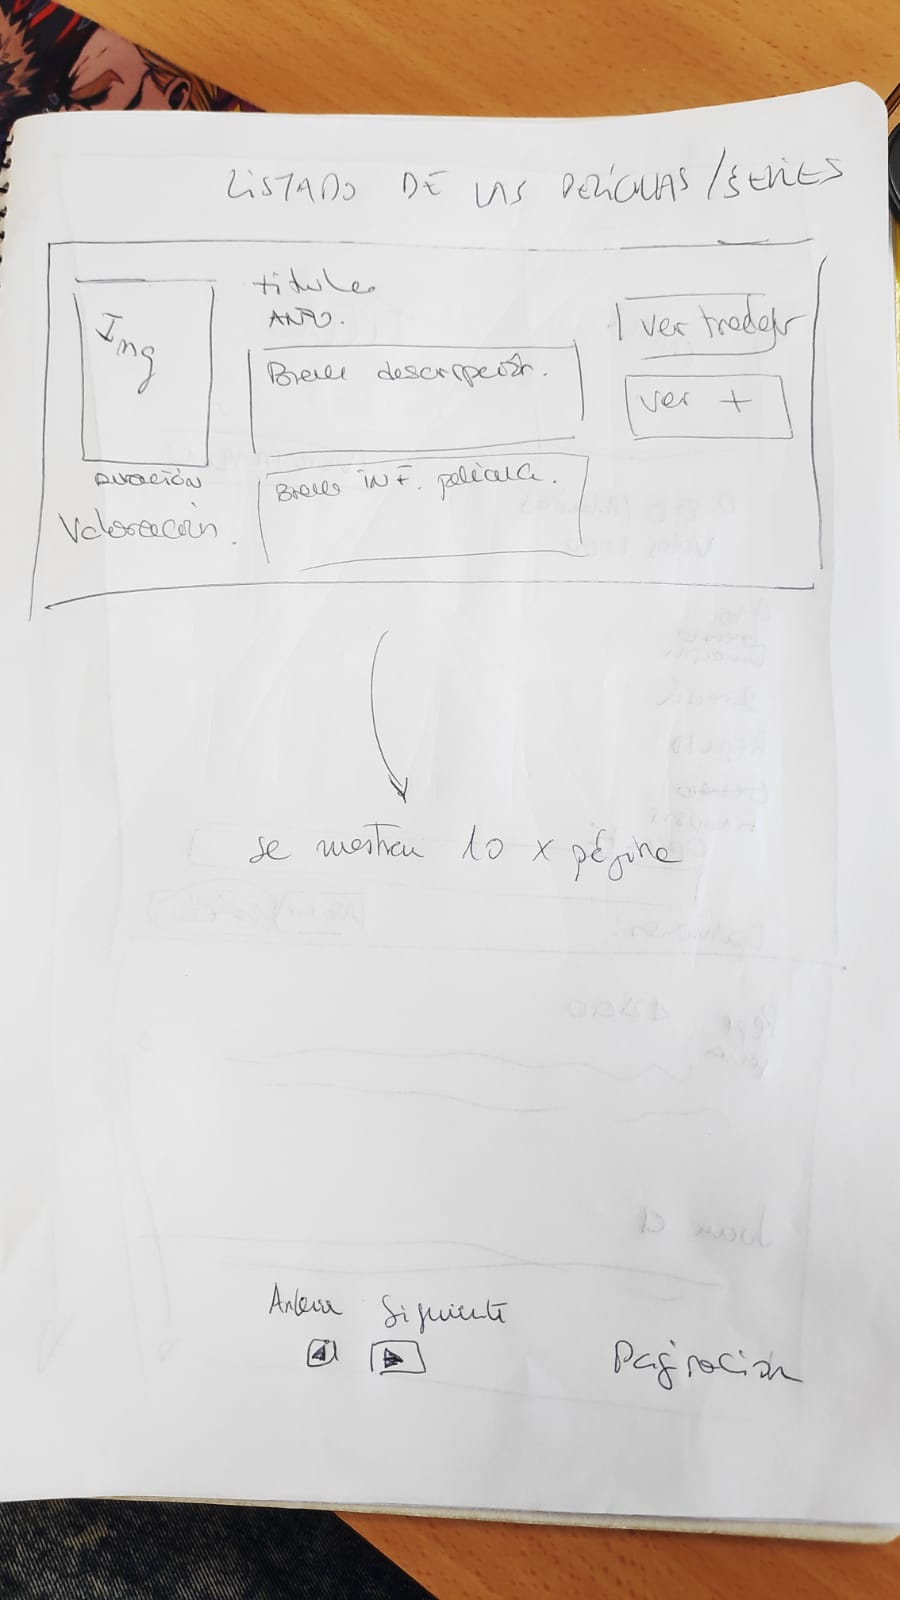 LISTADO DE LAS PELÍCULAS/SERIES
Img
titulo
AÑO.
Breve descripción.
Breve INF. película.
ver trailer
ver +
DURACIÓN
Valoración.
se muestran 10 x página
Anterior Siguiente
Paginación